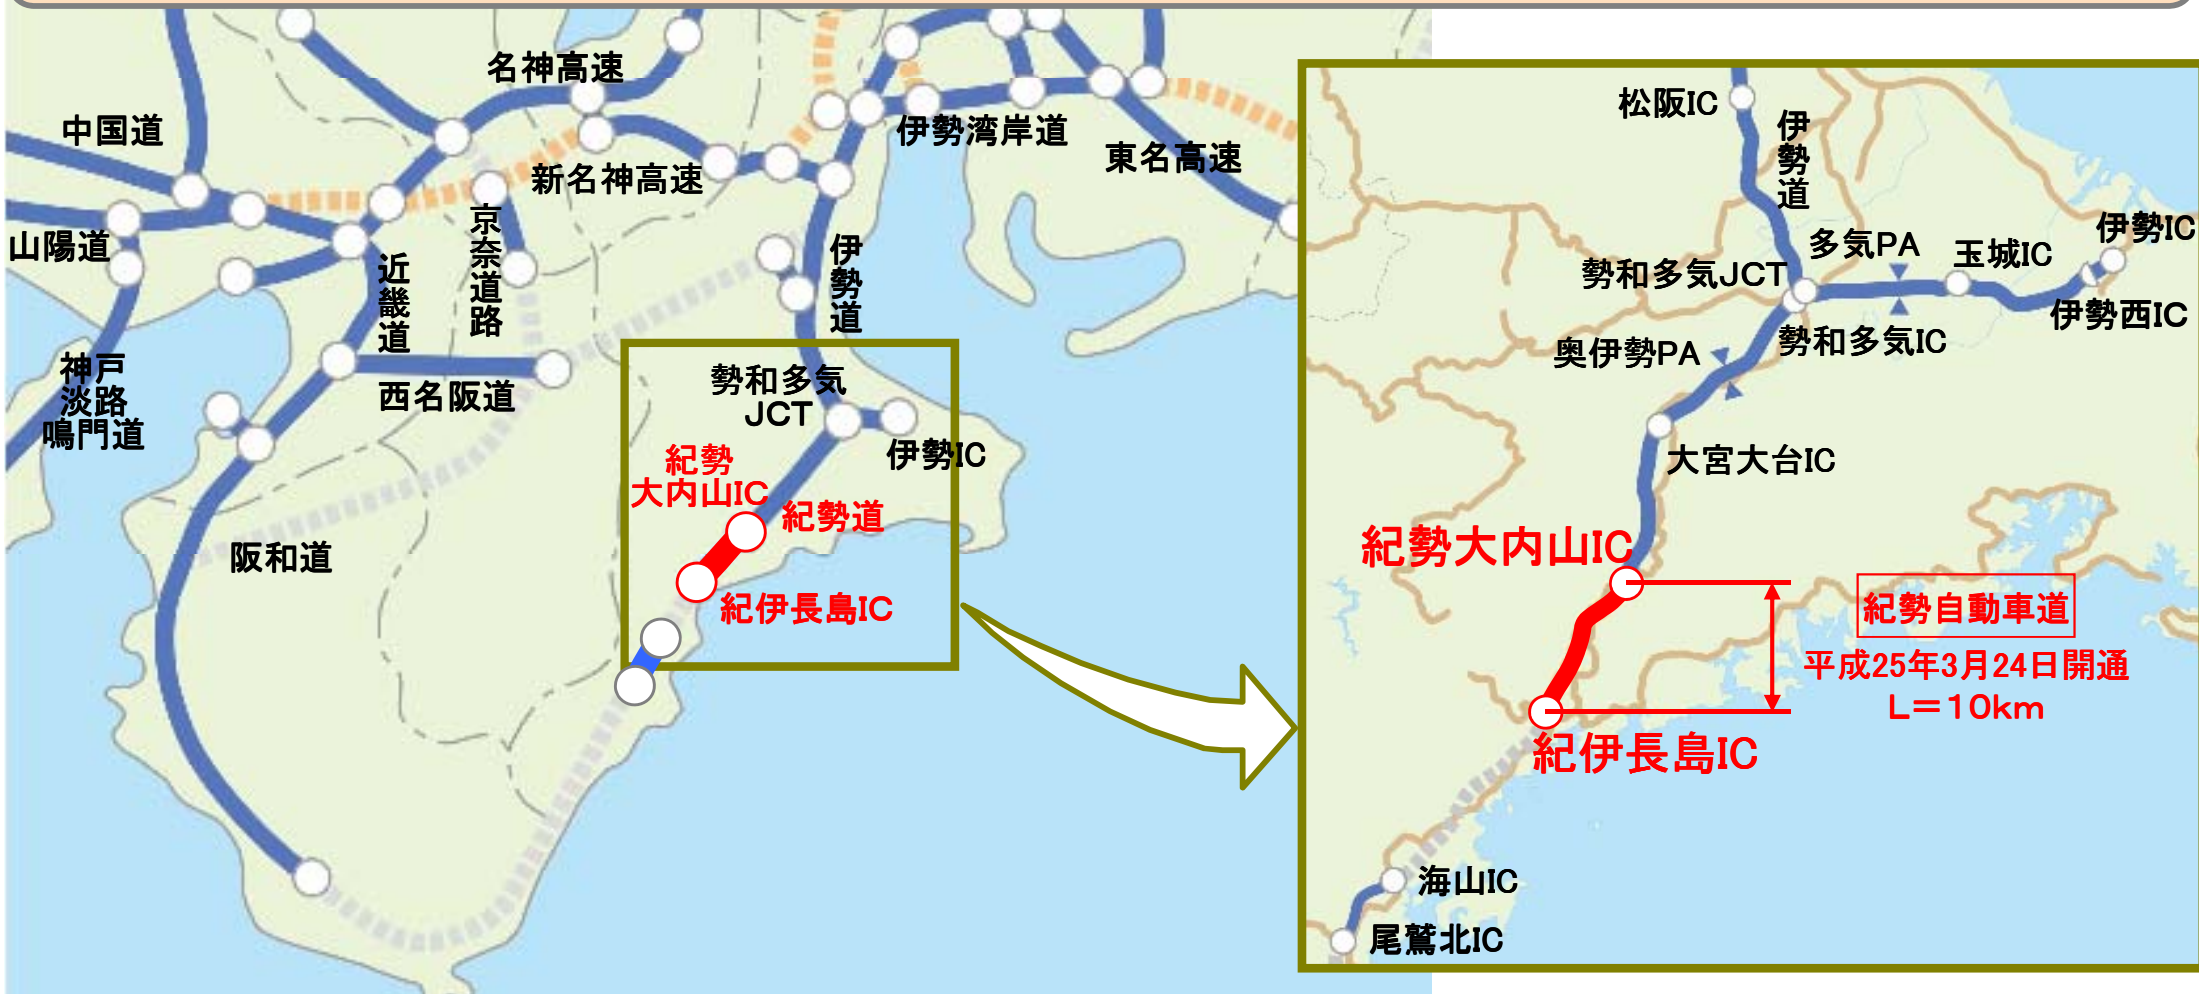 名神高速
中国道
新名神高速
伊勢湾岸道
東名高速
山陽道
京奈道路
近畿道
伊勢道
神戸
淡路
鳴門道
西名阪道
勢和多気
JCT
伊勢IC
紀勢
大内山IC
紀勢道
阪和道
紀伊長島IC
松阪IC
伊勢道
伊勢IC
多気PA
玉城IC
勢和多気JCT
伊勢西IC
勢和多気IC
奥伊勢PA
大宮大台IC
紀勢大内山IC
紀勢自動車道
平成25年3月24日開通
L=10km
紀伊長島IC
海山IC
尾鷲北IC